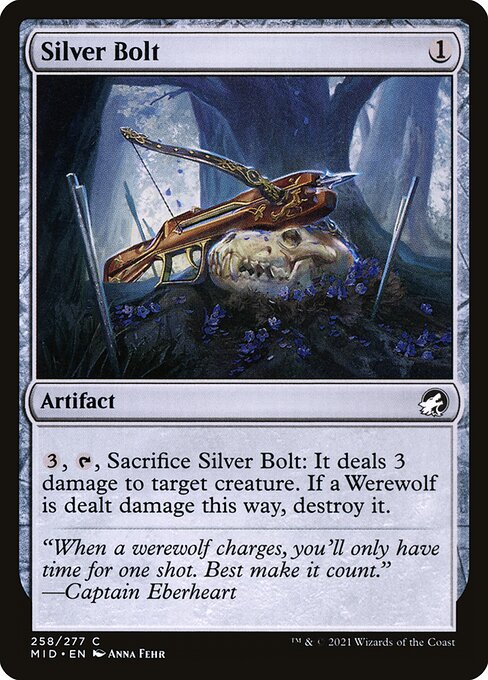 Silver Bolt 1
Artifact
3, T, Sacrifice Silver Bolt: It deals 3
damage to target creature. If a Werewolf
is dealt damage this way, destroy it.
“When a werewolf charges, you’ll only have
time for one shot. Best make it count.”
—Captain Eberheart
258/277 C
MID • EN Anna Fehr
™ & © 2021 Wizards of the Coast